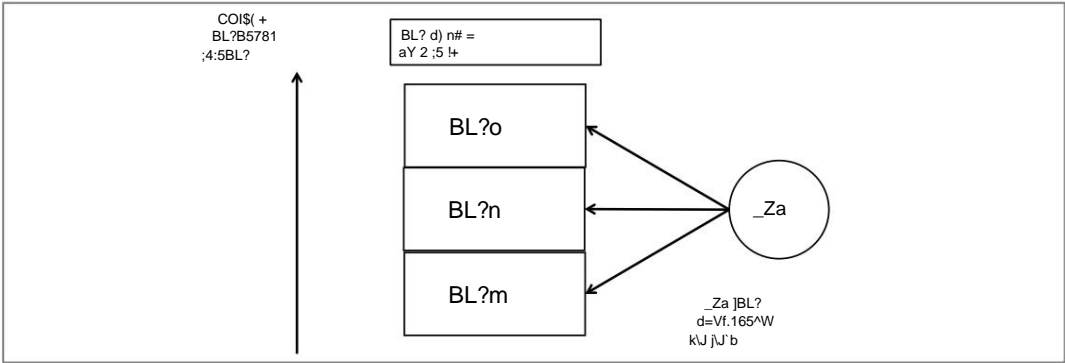 COI$( +
BL?B5781
;4:5BL?
BL? d) n# =
aY 2 ;5 !+
BL?o
BL?n
BL?m
_Za
_Za ]BL?
d=Vf.165^W
k\J j\J`b